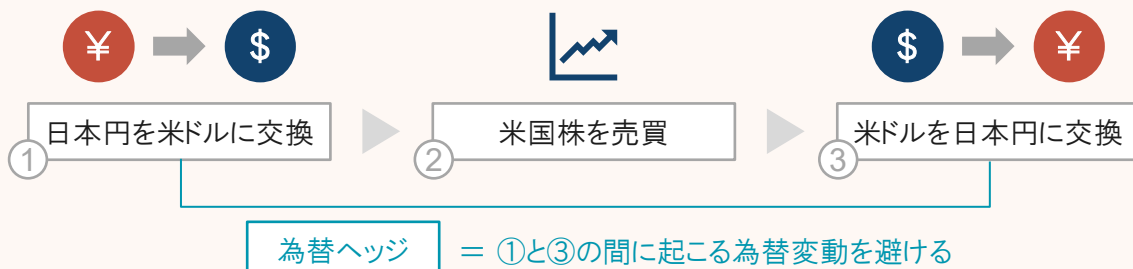 ¥ $ $ ¥
日本円を米ドルに交換 米国株を売買 米ドルを日本円に交換
① ② ③
為替ヘッジ = ①と③の間に起こる為替変動を避ける